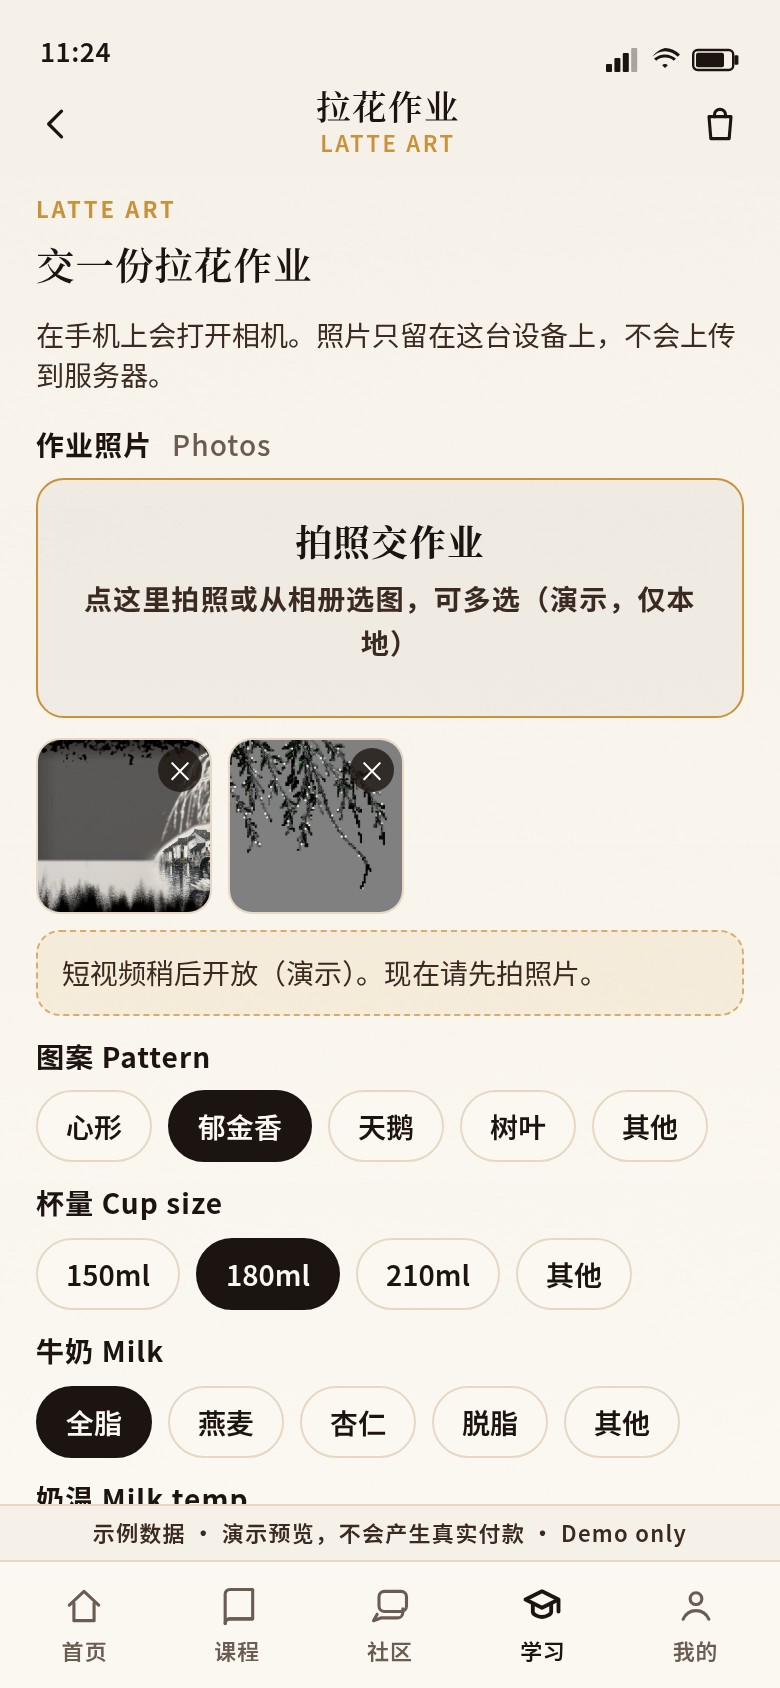 11:24
拉花作业
LATTE ART
LATTE ART
交一份拉花作业
在手机上会打开相机。照片只留在这台设备上，不会上传
到服务器。
作业照片 Photos
拍照交作业
点这里拍照或从相册选图，可多选（演示，仅本
地）
短视频稍后开放（演示）。现在请先拍照片。
图案 Pattern
心形 郁金香 天鹅 树叶 其他
杯量 Cup size
150ml 180ml 210ml 其他
牛奶 Milk
全脂 燕麦 杏仁 脱脂 其他
奶温 Milk temp
示例数据 • 演示预览，不会产生真实付款 • Demo only
首页 课程 社区 学习 我的